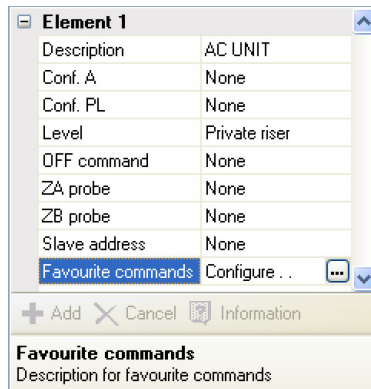 Element 1
Description AC UNIT
Conf. A None
Conf. PL None
Level Private riser
OFF command None
ZA probe None
ZB probe None
Slave address None
Favourite commands Configure . . ...
Add Cancel Information
Favourite commands
Description for favourite commands